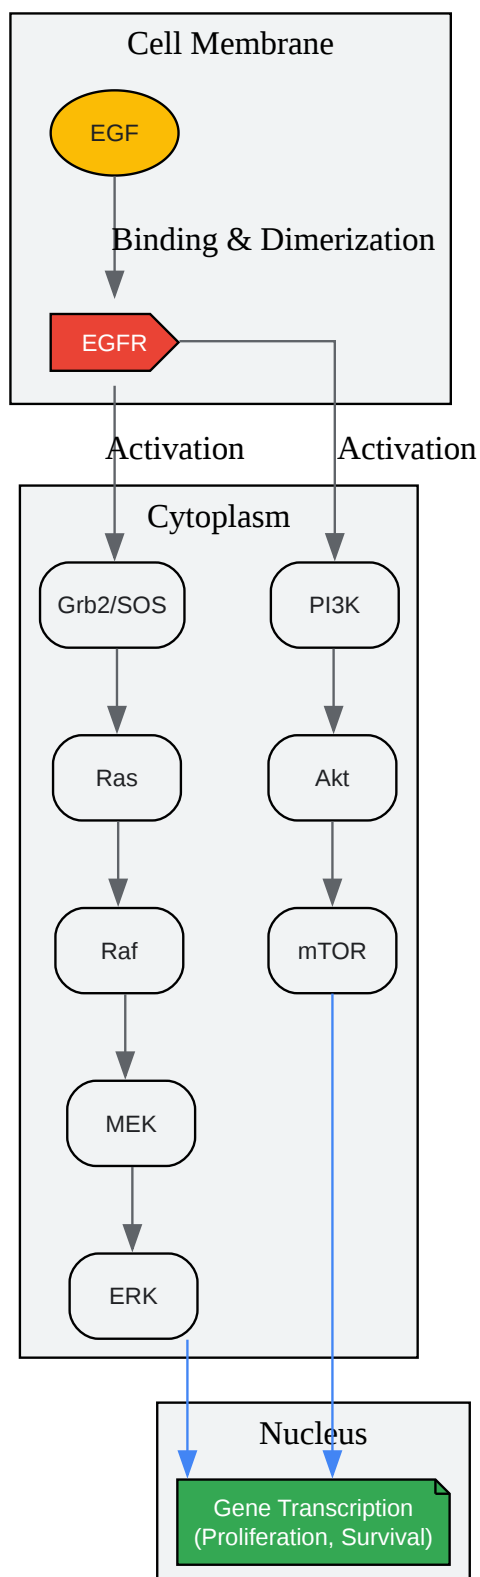 Cell Membrane
EGF
Binding & Dimerization
EGFR
Activation
Activation
Cytoplasm
Grb2/SOS
PI3K
Ras
Akt
Raf
mTOR
MEK
ERK
Nucleus
Gene Transcription
(Proliferation, Survival)